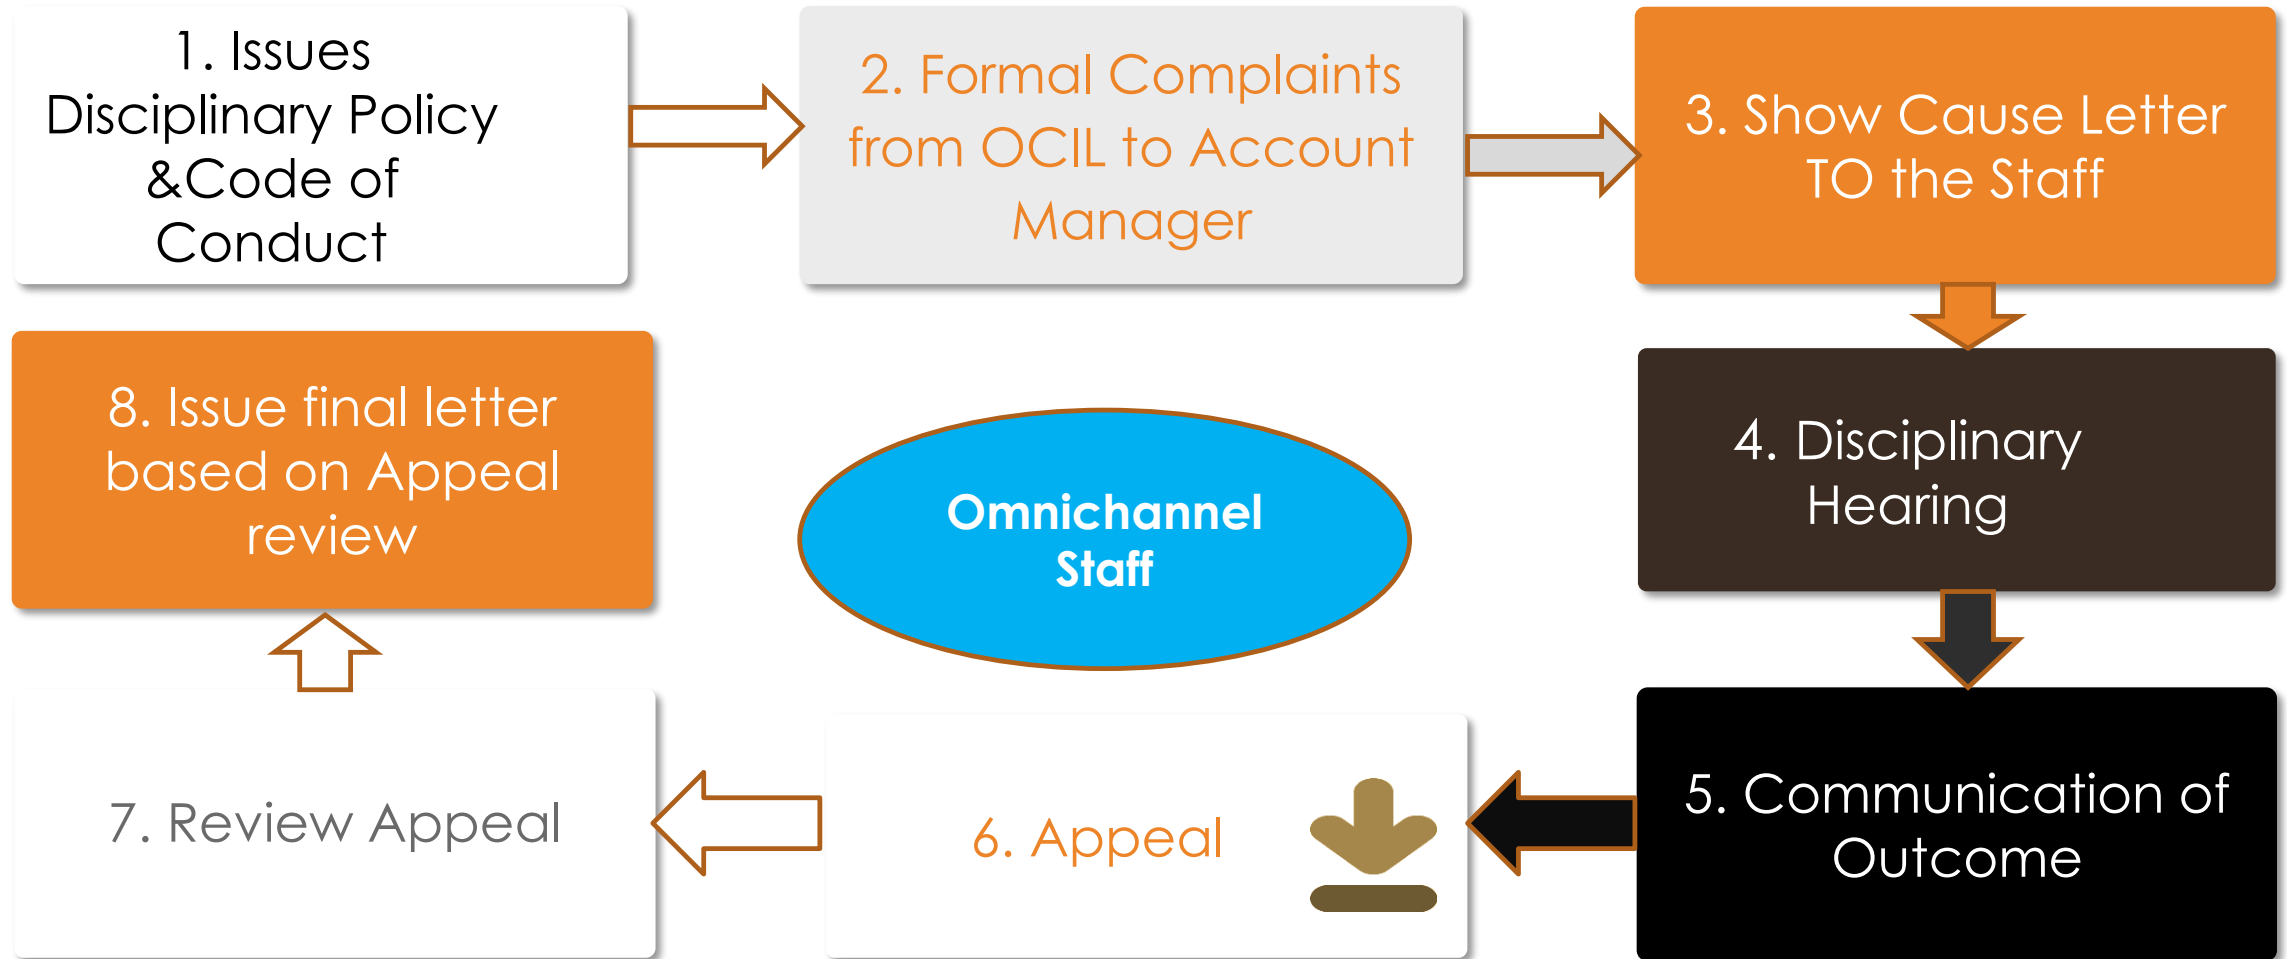 1. Issues
Disciplinary Policy
&Code of
Conduct
2. Formal Complaints
from OCIL to Account
Manager
3. Show Cause Letter
TO the Staff
4. Disciplinary
Hearing
5. Communication of
Outcome
6. Appeal
7. Review Appeal
8. Issue final letter
based on Appeal
review
Omnichannel
Staff